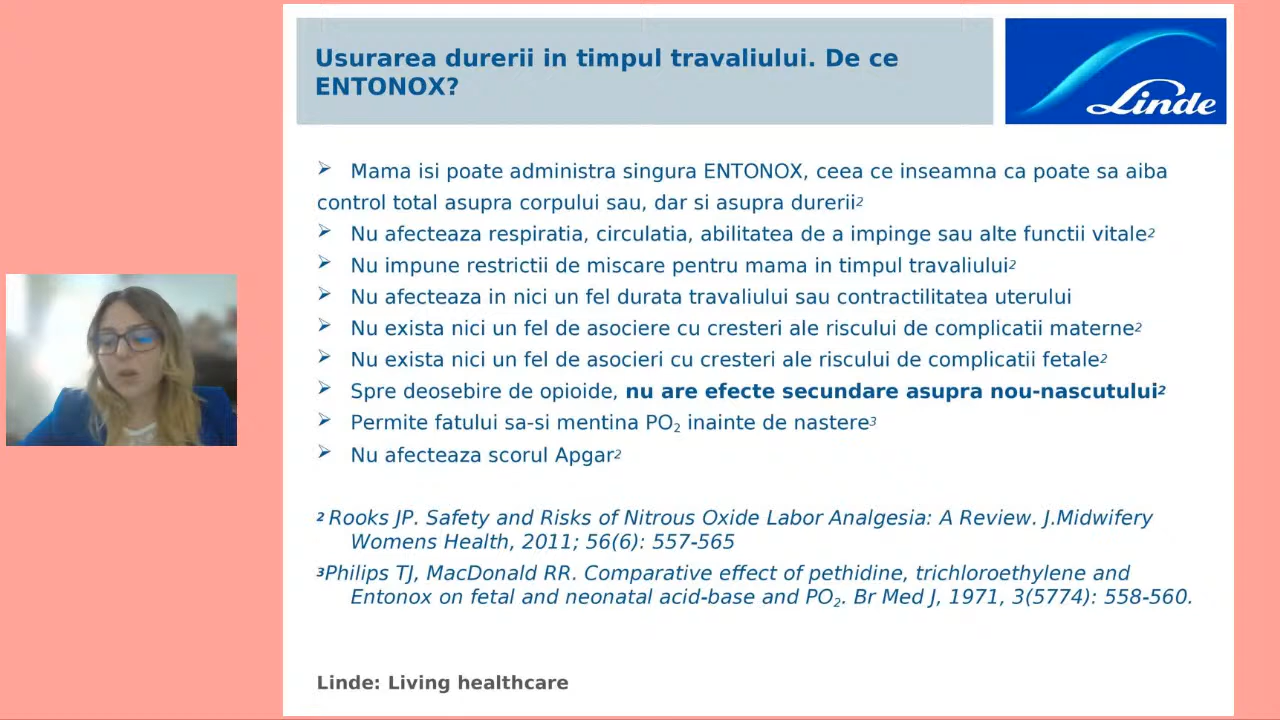 Usurarea durerii in timpul travaliului. De ce
ENTONOX?
Linde
➢ Mama isi poate administra singura ENTONOX, ceea ce inseamna ca poate sa aiba
control total asupra corpului sau, dar si asupra durerii2
➢ Nu afecteaza respiratia, circulatia, abilitatea de a impinge sau alte functii vitale2
➢ Nu impune restrictii de miscare pentru mama in timpul travaliului2
➢ Nu afecteaza in nici un fel durata travaliului sau contractilitatea uterului
➢ Nu exista nici un fel de asociere cu cresteri ale riscului de complicatii materne2
➢ Nu exista nici un fel de asocieri cu cresteri ale riscului de complicatii fetale2
➢ Spre deosebire de opioide, nu are efecte secundare asupra nou-nascutului2
➢ Permite fatului sa-si mentina PO2 inainte de nastere3
➢ Nu afecteaza scorul Apgar2
2 Rooks JP. Safety and Risks of Nitrous Oxide Labor Analgesia: A Review. J.Midwifery
Womens Health, 2011; 56(6): 557-565
3Philips TJ, MacDonald RR. Comparative effect of pethidine, trichloroethylene and
Entonox on fetal and neonatal acid-base and PO2. Br Med J, 1971, 3(5774): 558-560.
Linde: Living healthcare